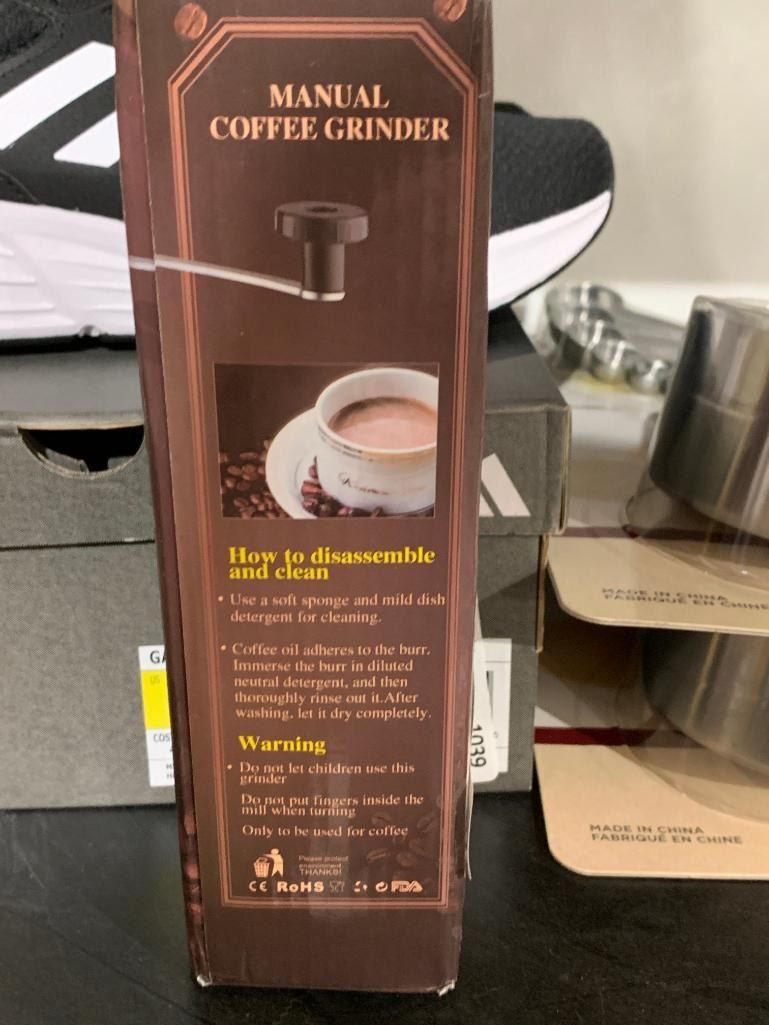 MANUAL
COFFEE GRINDER
How to disassemble
and clean
• Use a soft sponge and mild dish
detergent for cleaning.
• Coffee oil adheres to the burr.
Immerse the burr in diluted
neutral detergent, and then
thoroughly rinse out it.After
washing, let it dry completely.
Warning
• Do not let children use this
grinder
Do not put fingers inside the
mill when turning
Only to be used for coffee
Please protect
environment
THANKS!
CE RoHS FDA
GA
US
COS
1039
MADE IN CHINA
FABRIQUÉ EN CHINE
MADE IN CHINA
FABRIQUÉ EN CHINE